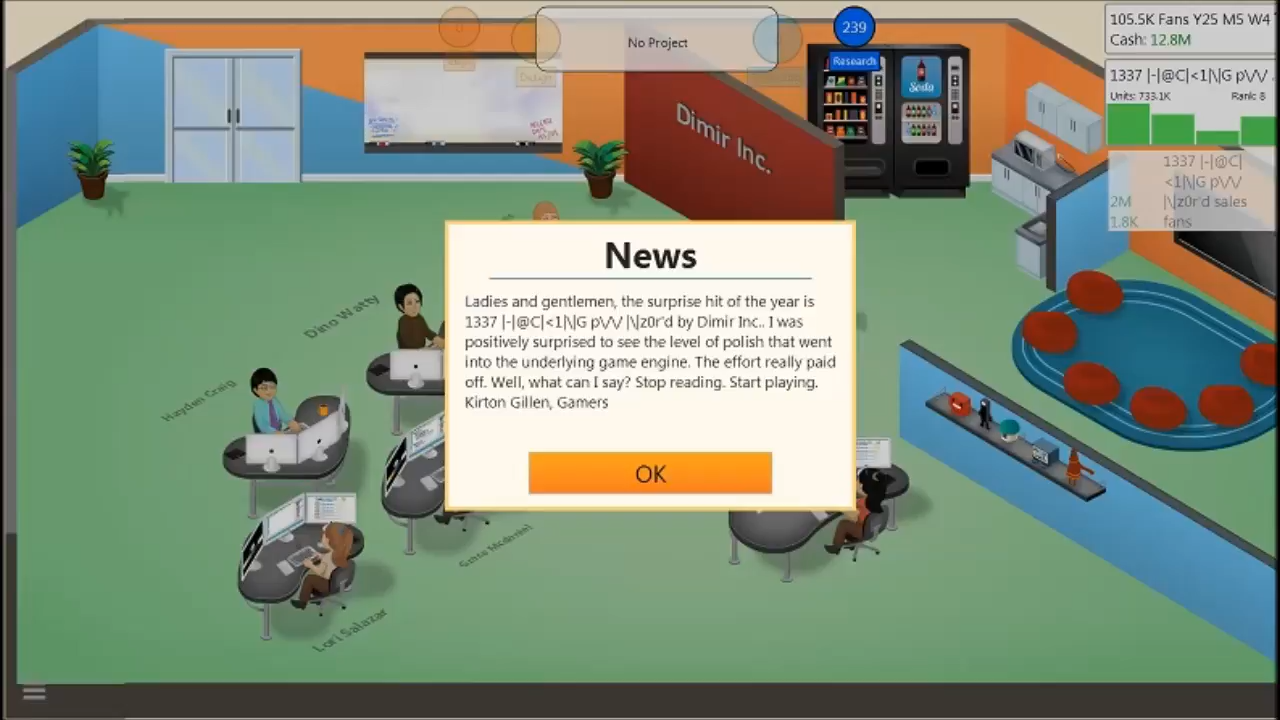 No Project
239
Research
105.5K Fans Y25 M5 W4
Cash: 12.8M
1337 |-|@C|<1|\|G p\/\/
Units: 733.1K
Rank: 8
1337 |-|@C|
<1|\|G p\/\/
2M
|\|z0r'd sales
1.8K
fans
Soda
Dimir Inc.
News
Ladies and gentlemen, the surprise hit of the year is
1337 |-|@C|<1|\|G p\/\/ |\|z0r'd by Dimir Inc.. I was
positively surprised to see the level of polish that went
into the underlying game engine. The effort really paid
off. Well, what can I say? Stop reading. Start playing.
Kirton Gillen, Gamers
OK
Dino Watty
Hayden Craig
Lori Salazar